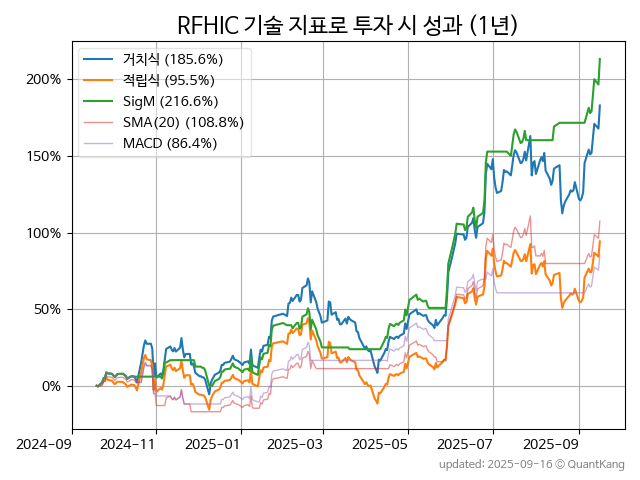 RFHIC 기술 지표로 투자 시 성과 (1년)
거치식 (185.6%)
적립식 (95.5%)
SigM (216.6%)
SMA(20) (108.8%)
MACD (86.4%)
200%
150%
100%
50%
0%
2024-09 2024-11 2025-01 2025-03 2025-05 2025-07 2025-09
updated: 2025-09-16 © QuantKang